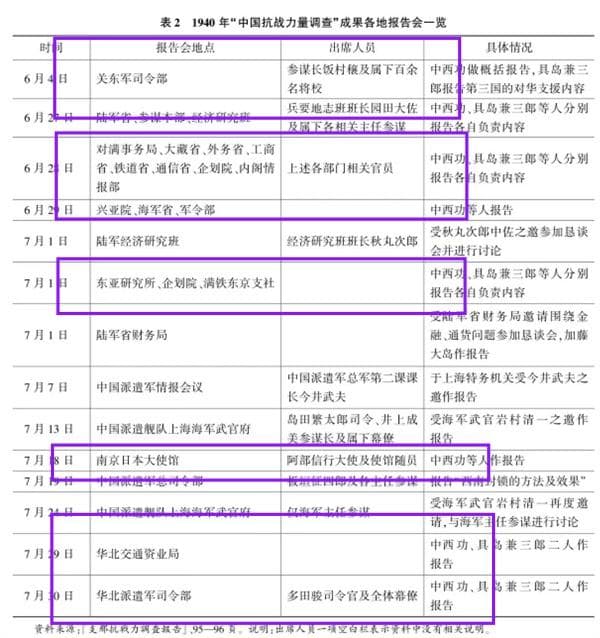 表 2 1940 年“中国抗战力量调查”成果各地报告会一览
时间 报告会地点 出席人员 具体情况
6 月 4 日 关东军司令部 参谋长饭村穰及属下百余名将校 中西功做概括报告,具岛兼三郎报告第三国的对华支援内容
6 月 27 日 陆军省、参谋本部、经济研究班 兵要地志班班长园田大佐及属下各相关主任参谋 中西功、具岛兼三郎等人分别报告各自负责内容
6 月 28 日 对满事务局、大藏省、外务省、工商省、铁道省、通信省、企划院、内阁情报部 上述各部门相关官员 中西功、具岛兼三郎等人分别报告各自负责内容
6 月 29 日 兴亚院、海军省、军令部 中西功等人报告
7 月 1 日 陆军经济研究班 经济研究班班长秋丸次郎 受秋丸次郎中佐之邀参加恳谈会并进行讨论
7 月 1 日 东亚研究所、企划院、满铁东京支社 中西功、具岛兼三郎等人分别报告各自负责内容
7 月 1 日 陆军省财务局 受陆军省财务局邀请围绕金融、通货问题参加恳谈会,加藤大岛作报告
7 月 7 日 中国派遣军情报会议 中国派遣军总军第二课课长今井武夫 于上海特务机关受今井武夫之邀作报告
7 月 13 日 中国派遣舰队上海海军武官府 岛田繁太郎司令、井上成美参谋长及属下幕僚 受海军武官岩村清一之邀作报告
7 月 18 日 南京日本大使馆 阿部信行大使及使馆随员 中西功等人作报告
7 月 19 日 中国派遣军总司令部 板垣征四郎及各主任参谋 报告“西南封锁的方法及效果”
7 月 24 日 中国派遣舰队上海海军武官府 仅海军主任参谋 受海军武官岩村清一再度邀请,与海军主任参谋进行讨论
7 月 29 日 华北交通资业局 中西功、具岛兼三郎二人作报告
7 月 30 日 华北派遣军司令部 多田骏司令官及全体幕僚 中西功、具岛兼三郎二人作报告
资料来源:『支那抗戦力調査報告』,95—96 页。说明:出席人员一项空白栏表示资料中没有相关说明。